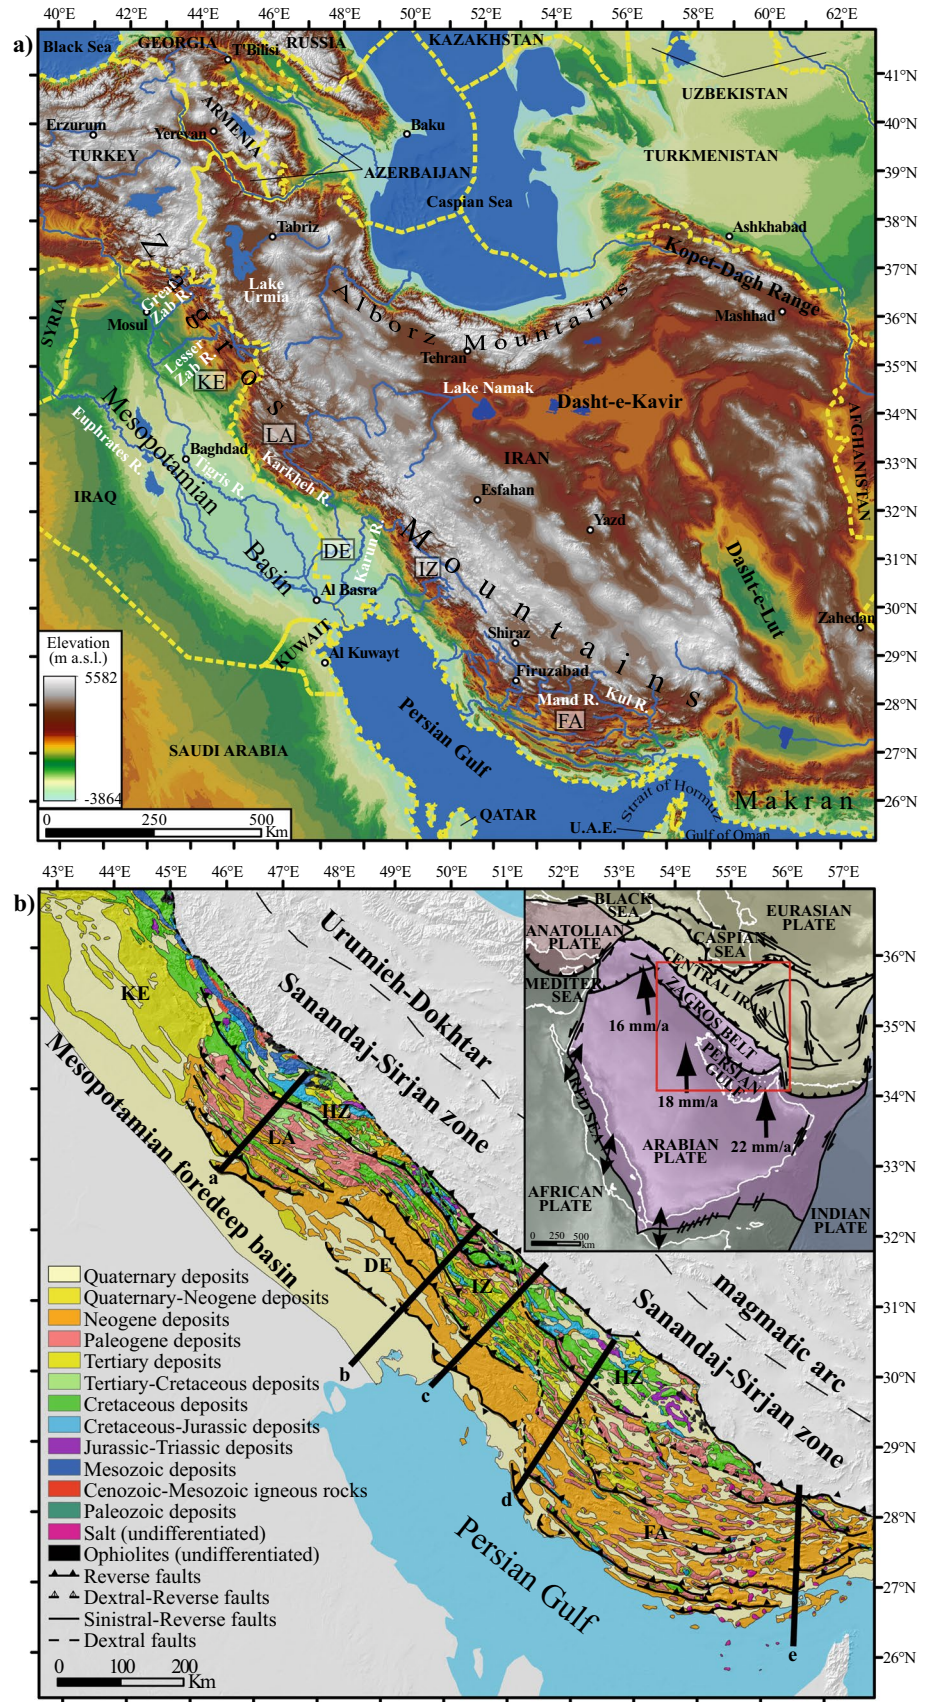 a)
40°E 42°E 44°E 46°E 48°E 50°E 52°E 54°E 56°E 58°E 60°E 62°E
Black Sea
GEORGIA
T'Bilisi
RUSSIA
KAZAKHSTAN
UZBEKISTAN
41°N
40°N
39°N
38°N
37°N
36°N
35°N
34°N
33°N
32°N
31°N
30°N
29°N
28°N
27°N
26°N
Erzurum
TURKEY
ARMENIA
Yerevan
Baku
AZERBAIJAN
TURKMENISTAN
Caspian Sea
Ashkhabad
Kopet-Dagh Range
Mashhad
Tabriz
Lake
Urmia
Zagros Mountains
Alborz Mountains
Great
Zab R.
Mosul
SYRIA
Lesser
Zab R.
KE
Tehran
Lake Namak
Dasht-e-Kavir
LA
Mesopotamian Basin
Euphrates R.
Baghdad
Tigris R.
Karkheh R.
IRAN
AFGHANISTAN
IRAQ
Esfahan
Yazd
DE
Karun R.
IZ
Dasht-e-Lut
Al Basra
Zahedan
KUWAIT
Al Kuwayt
Shiraz
Firuzabad
Mand R.
Kul R.
FA
Persian Gulf
SAUDI ARABIA
QATAR
U.A.E.
Strait of Hormuz
Gulf of Oman
Makran
Elevation
(m a.s.l.)
5582
-3864
0 250 500 Km
b)
43°E 44°E 45°E 46°E 47°E 48°E 49°E 50°E 51°E 52°E 53°E 54°E 55°E 56°E 57°E
36°N
35°N
34°N
33°N
32°N
31°N
30°N
29°N
28°N
27°N
26°N
KE
Urumieh-Dokhtar
Sanandaj-Sirjan zone
Mesopotamian foredeep basin
HZ
LA
a
DE
IZ
b
c
HZ
d
FA
e
magmatic arc
Sanandaj-Sirjan zone
Persian Gulf
BLACK
SEA
EURASIAN
PLATE
ANATOLIAN
PLATE
CASPIAN
SEA
MEDITER
SEA
CENTRAL IRAN
ZAGROS BELT
PERSIAN
GULF
16 mm/a
18 mm/a
22 mm/a
RED SEA
ARABIAN
PLATE
AFRICAN
PLATE
INDIAN
PLATE
0 250 500
km
Quaternary deposits
Quaternary-Neogene deposits
Neogene deposits
Paleogene deposits
Tertiary deposits
Tertiary-Cretaceous deposits
Cretaceous deposits
Cretaceous-Jurassic deposits
Jurassic-Triassic deposits
Mesozoic deposits
Cenozoic-Mesozoic igneous rocks
Paleozoic deposits
Salt (undifferentiated)
Ophiolites (undifferentiated)
Reverse faults
Dextral-Reverse faults
Sinistral-Reverse faults
Dextral faults
0 100 200 Km